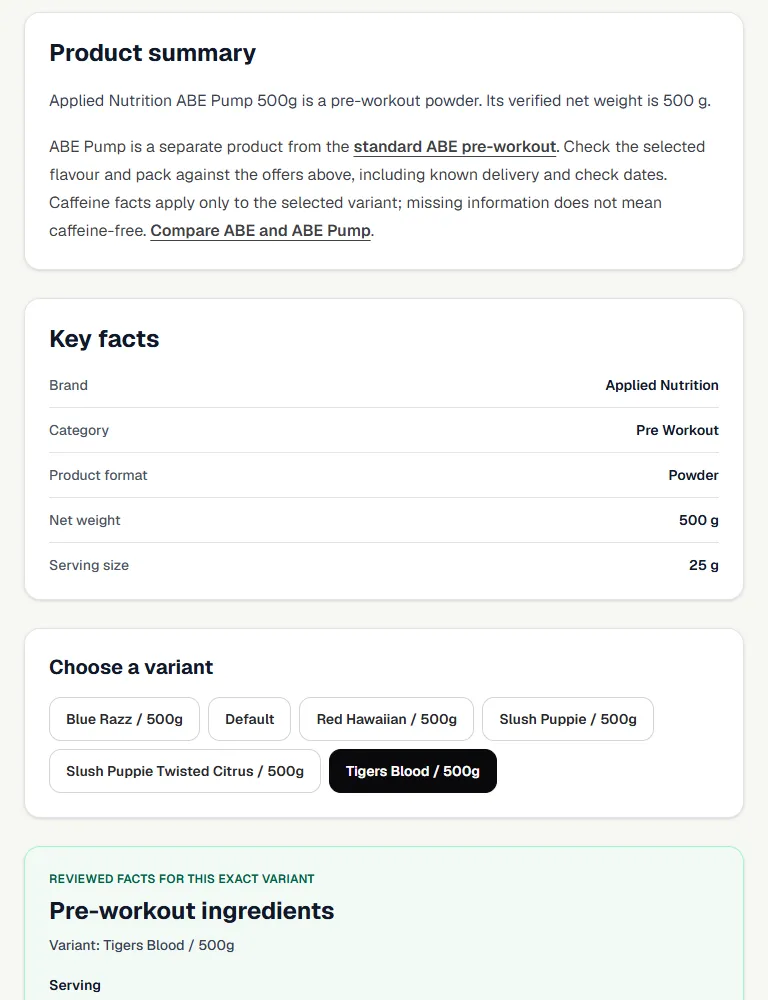 Product summary
Applied Nutrition ABE Pump 500g is a pre-workout powder. Its verified net weight is 500 g.
ABE Pump is a separate product from the standard ABE pre-workout. Check the selected
flavour and pack against the offers above, including known delivery and check dates.
Caffeine facts apply only to the selected variant; missing information does not mean
caffeine-free. Compare ABE and ABE Pump.
Key facts
Brand Applied Nutrition
Category Pre Workout
Product format Powder
Net weight 500 g
Serving size 25 g
Choose a variant
Blue Razz / 500g Default Red Hawaiian / 500g Slush Puppie / 500g
Slush Puppie Twisted Citrus / 500g Tigers Blood / 500g
REVIEWED FACTS FOR THIS EXACT VARIANT
Pre-workout ingredients
Variant: Tigers Blood / 500g
Serving